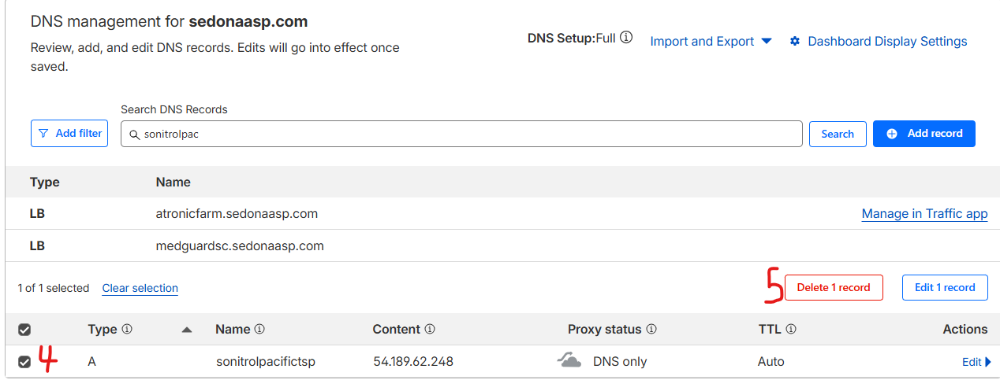 DNS management for sedonaasp.com
Review, add, and edit DNS records. Edits will go into effect once
saved.
DNS Setup:Full
Import and Export
Dashboard Display Settings
Search DNS Records
Add filter
sonitrolpac
Search
Add record
Type Name
LB atronicfarm.sedonaasp.com Manage in Traffic app
LB medguardsc.sedonaasp.com
1 of 1 selected Clear selection 5 Delete 1 record Edit 1 record
Type Name Content Proxy status TTL Actions
4 A sonitrolpacifictsp 54.189.62.248 DNS only Auto Edit